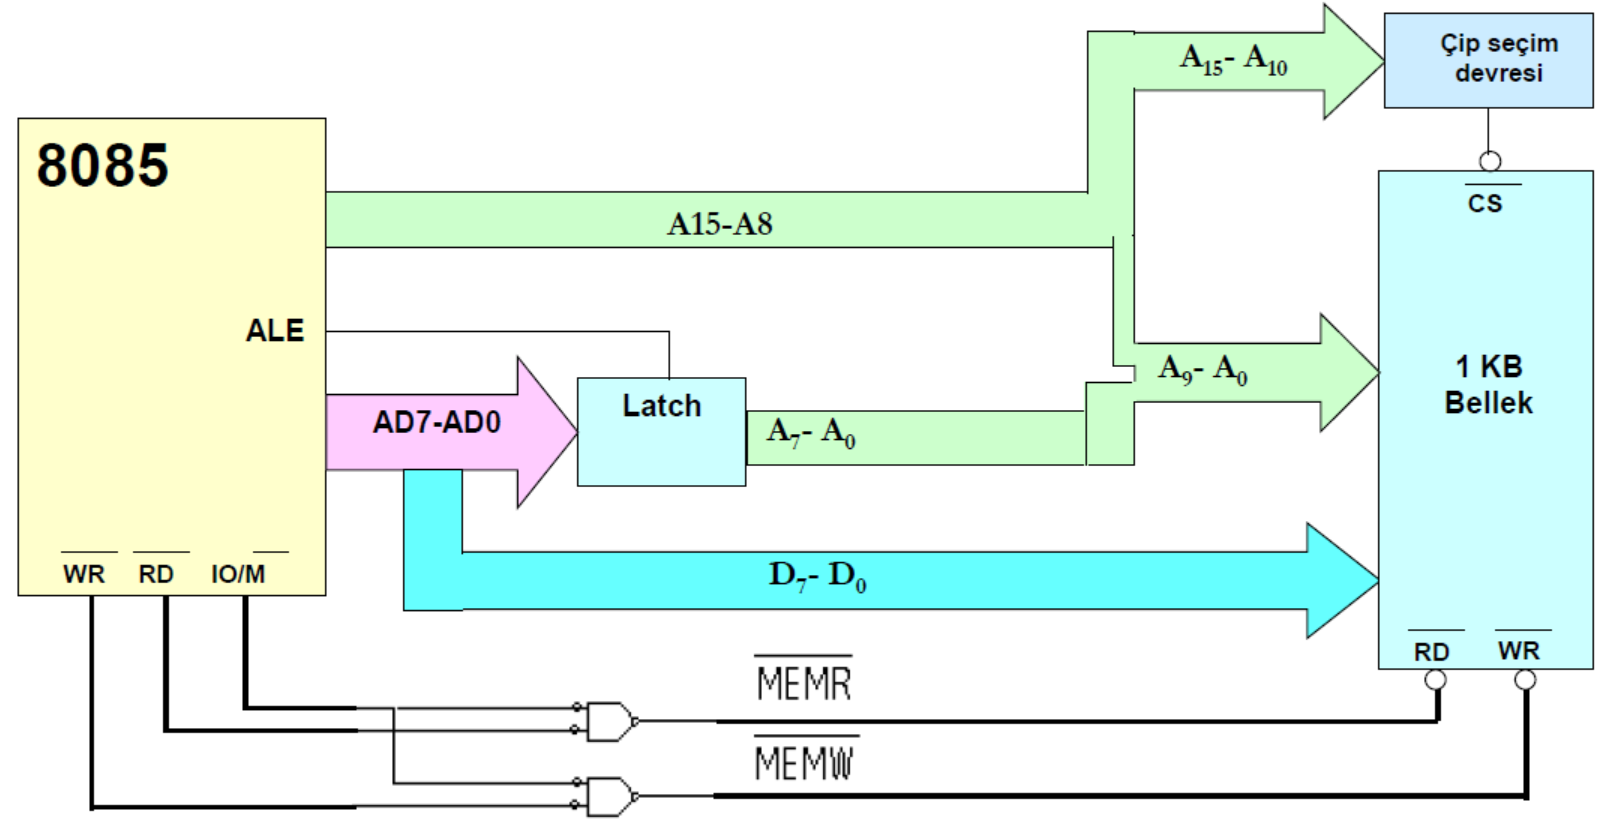 A₁₅- A₁₀
Çip seçim
devresi
8085
CS
A15-A8
ALE
1 KB
Bellek
A₉- A₀
Latch
AD7-AD0
A₇- A₀
WR RD IO/M
D₇- D₀
RD WR
MEMR
MEMW